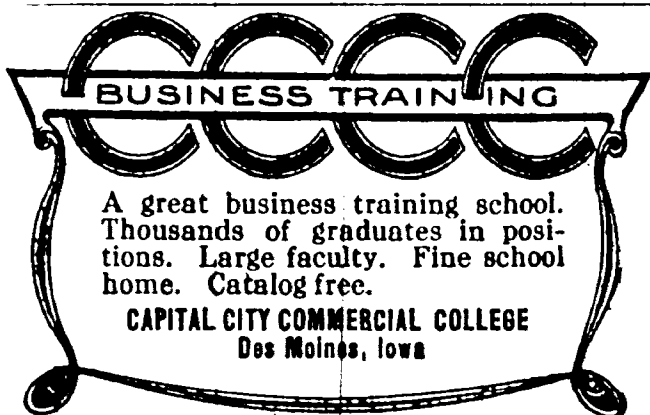 CCCC
BUSINESS TRAINING
A great business training school.
Thousands of graduates in posi-
tions. Large faculty. Fine school
home. Catalog free.
CAPITAL CITY COMMERCIAL COLLEGE
Des Moines, Iowa